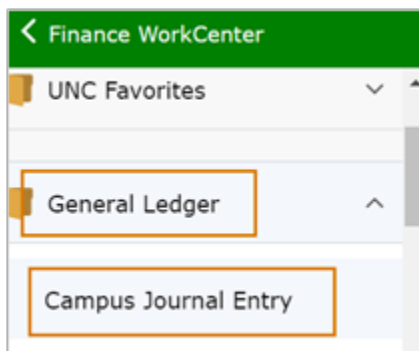 Finance WorkCenter
UNC Favorites
General Ledger
Campus Journal Entry